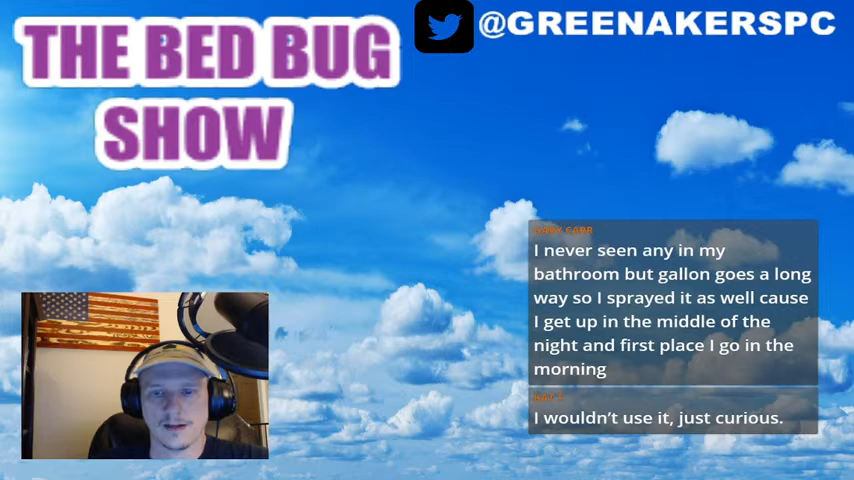 THE BED BUG
SHOW
@GREENAKERSPC
GARY CARR
I never seen any in my
bathroom but gallon goes a long
way so I sprayed it as well cause
I get up in the middle of the
night and first place I go in the
morning
I wouldn’t use it, just curious.